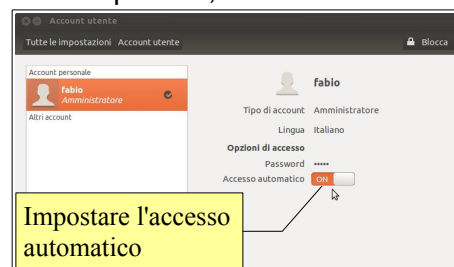 Account utente
Tutte le impostazioni Account utente
Blocca
Account personale
fabio
Amministratore
Altri account
fabio
Tipo di account Amministratore
Lingua Italiano
Opzioni di accesso
Password •••••
Accesso automatico ON
Impostare l'accesso
automatico